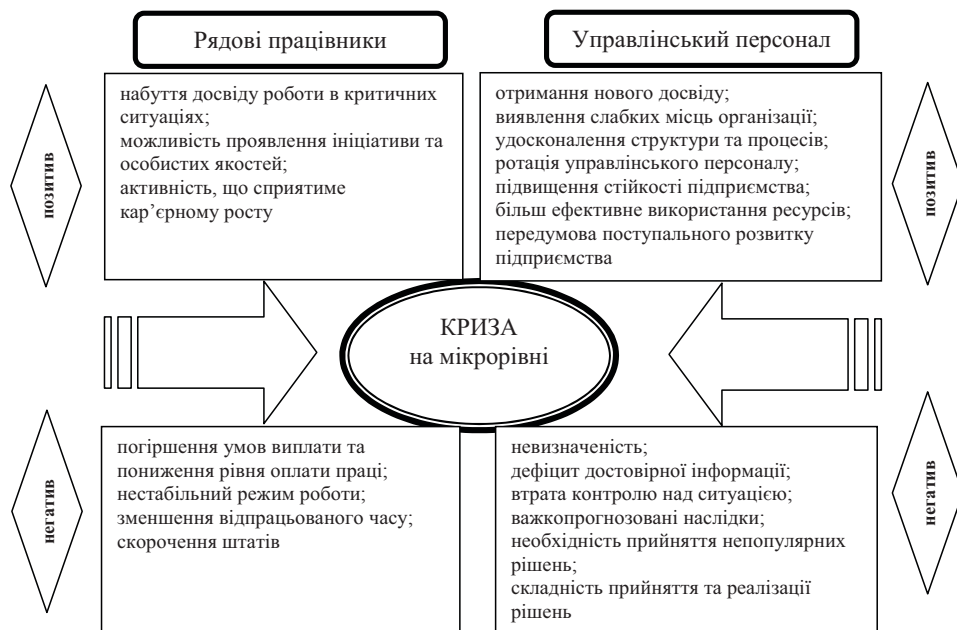 Рядові працівники
Управлінський персонал
позитив
набуття досвіду роботи в критичних
ситуаціях;
можливість проявлення ініціативи та
особистих якостей;
активність, що сприятиме
кар’єрному росту
отримання нового досвіду;
виявлення слабких місць організації;
удосконалення структури та процесів;
ротація управлінського персоналу;
підвищення стійкості підприємства;
більш ефективне використання ресурсів;
передумова поступального розвитку
підприємства
позитив
КРИЗА
на мікрорівні
негатив
погіршення умов виплати та
пониження рівня оплати праці;
нестабільний режим роботи;
зменшення відпрацьованого часу;
скорочення штатів
невизначеність;
дефіцит достовірної інформації;
втрата контролю над ситуацією;
важкопрогнозовані наслідки;
необхідність прийняття непопулярних
рішень;
складність прийняття та реалізації
рішень
негатив